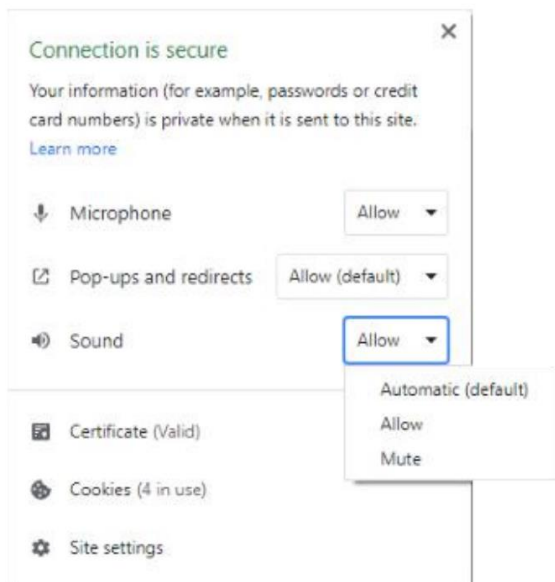 Connection is secure
Your information (for example, passwords or credit
card numbers) is private when it is sent to this site.
Learn more
Microphone Allow
Pop-ups and redirects Allow (default)
Sound Allow
Automatic (default)
Allow
Mute
Certificate (Valid)
Cookies (4 in use)
Site settings